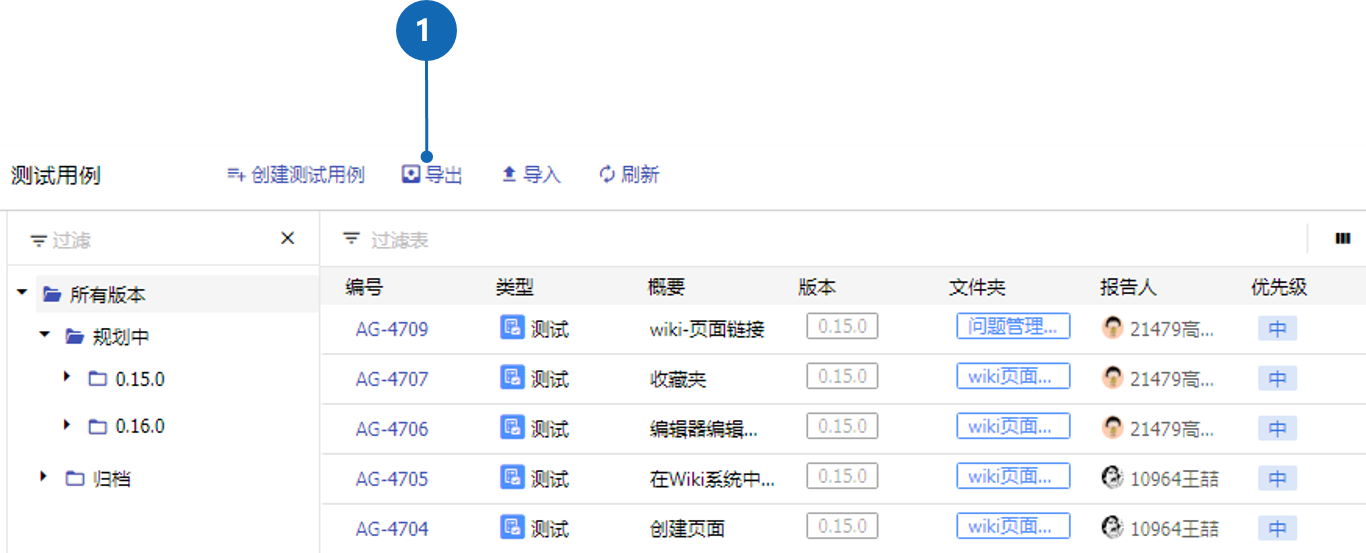 1
测试用例 创建测试用例 导出 导入 刷新
过滤 过滤表
所有版本
规划中
0.15.0
0.16.0
归档
编号 类型 概要 版本 文件夹 报告人 优先级
AG-4709 测试 wiki-页面链接 0.15.0 问题管理... 21479高... 中
AG-4707 测试 收藏夹 0.15.0 wiki页面... 21479高... 中
AG-4706 测试 编辑器编辑... 0.15.0 wiki页面... 21479高... 中
AG-4705 测试 在Wiki系统中... 0.15.0 wiki页面... 10964王喆 中
AG-4704 测试 创建页面 0.15.0 wiki页面... 10964王喆 中